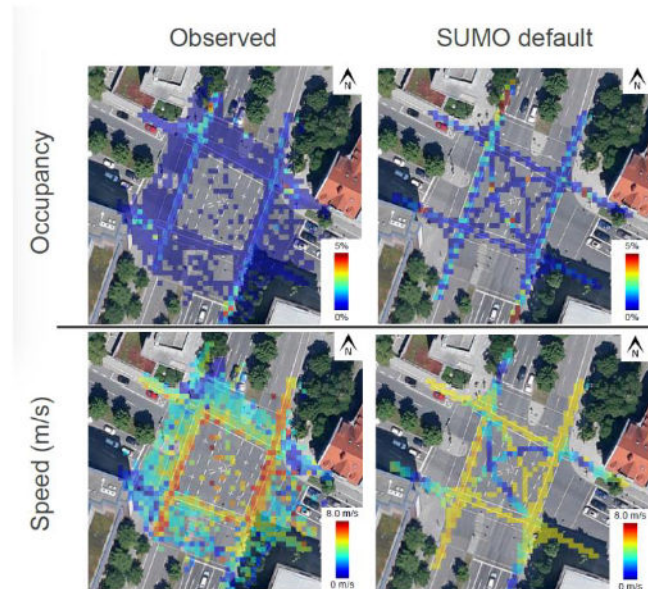 Observed
SUMO default
Occupancy
N
5%
0%
N
5%
0%
Speed (m/s)
N
8.0 m/s
0 m/s
N
8.0 m/s
0 m/s